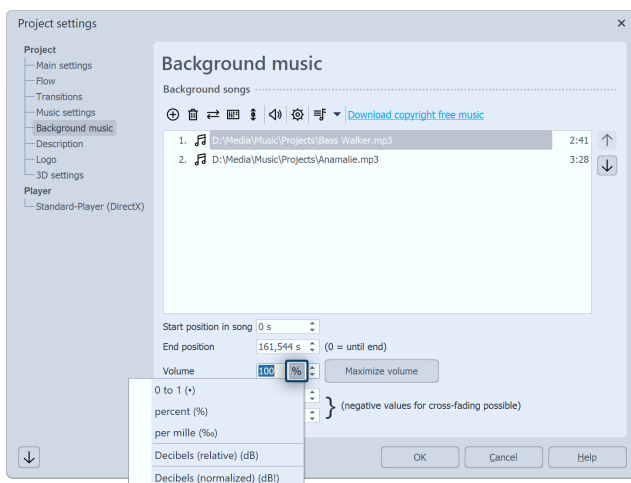 Project settings
Project
Main settings
Flow
Transitions
Music settings
Background music
Description
Logo
3D settings
Player
Standard-Player (DirectX)
Background music
Background songs
Download copyright free music
1. D:\Media\Music\Projects\Bass Walker.mp3 2:41
2. D:\Media\Music\Projects\Anamalie.mp3 3:28
Start position in song 0 s
End position 161,544 s (0 = until end)
Volume 100 % Maximize volume
0 to 1 (•)
percent (%)
(negative values for cross-fading possible)
per mille (‰)
Decibels (relative) (dB)
Decibels (normalized) (dB!)
OK Cancel Help